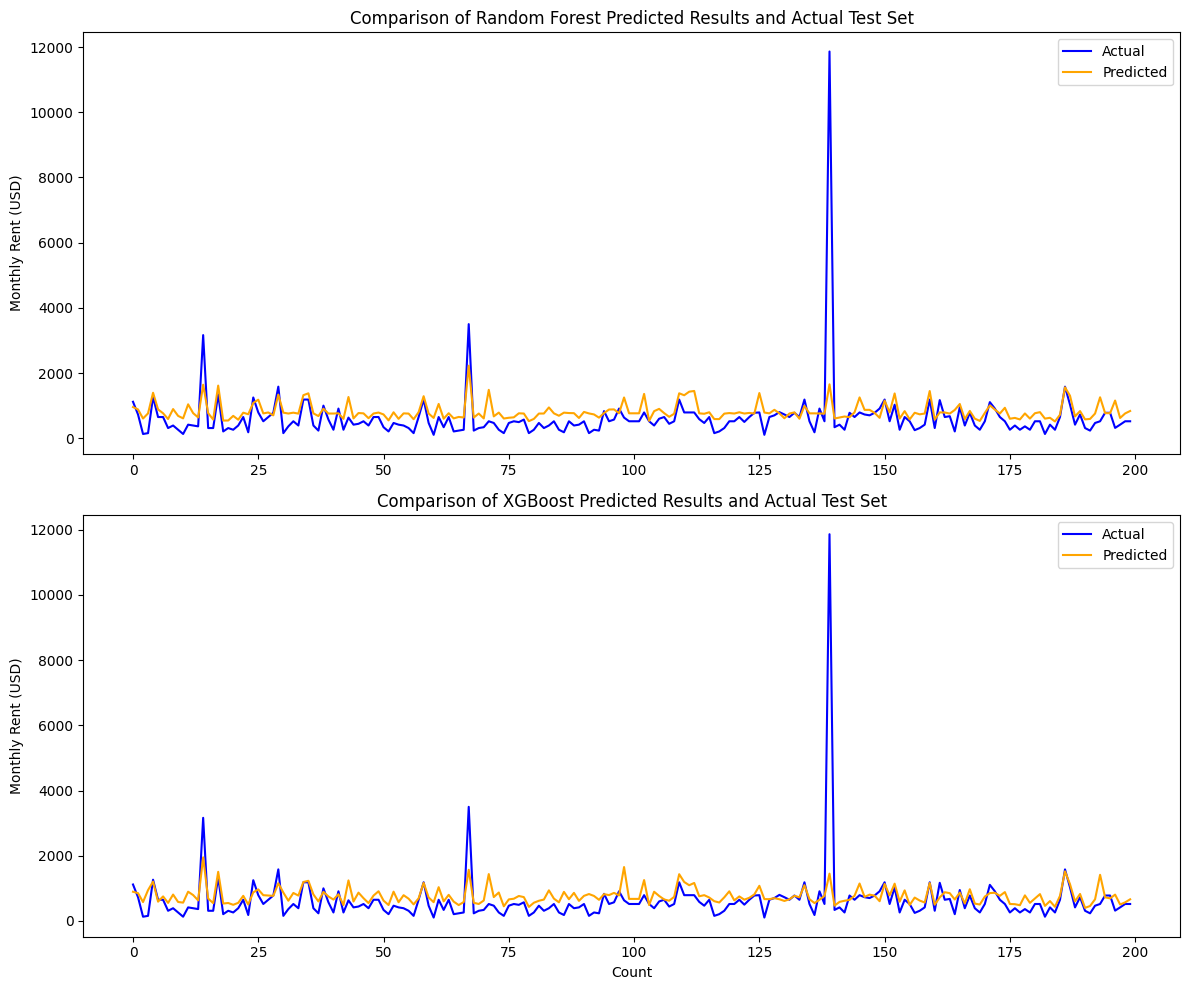 Comparison of Random Forest Predicted Results and Actual Test Set
12000
10000
8000
6000
4000
2000
0
Monthly Rent (USD)
Actual
Predicted
0 25 50 75 100 125 150 175 200
Comparison of XGBoost Predicted Results and Actual Test Set
12000
10000
8000
6000
4000
2000
0
Monthly Rent (USD)
Actual
Predicted
0 25 50 75 100 125 150 175 200
Count